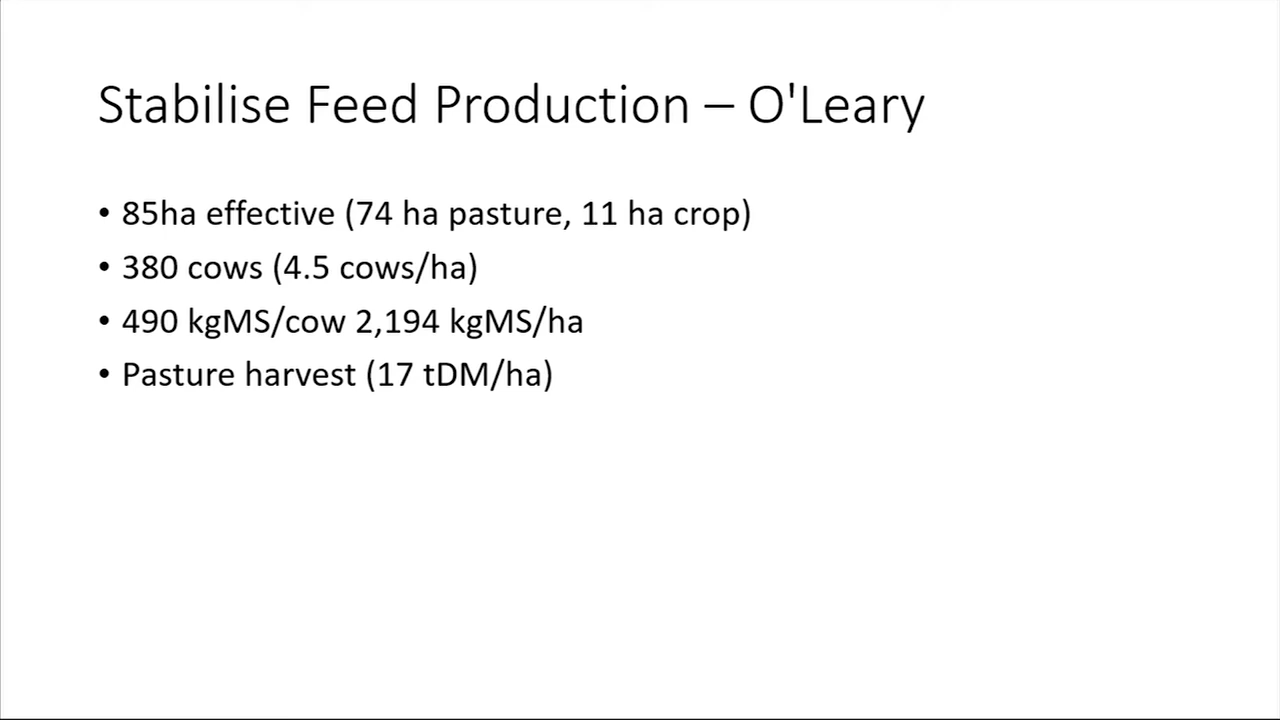 Stabilise Feed Production – O'Leary
• 85ha effective (74 ha pasture, 11 ha crop)
• 380 cows (4.5 cows/ha)
• 490 kgMS/cow 2,194 kgMS/ha
• Pasture harvest (17 tDM/ha)